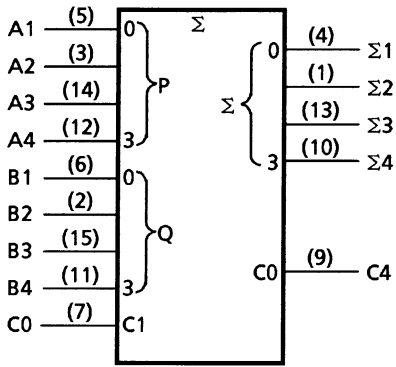 Σ
A1 (5) 0
A2 (3)
A3 (14)
A4 (12) 3
P
B1 (6) 0
B2 (2)
B3 (15)
B4 (11) 3
Q
C0 (7) C1
Σ
0 (4) Σ1
(1) Σ2
(13) Σ3
3 (10) Σ4
C0 (9) C4